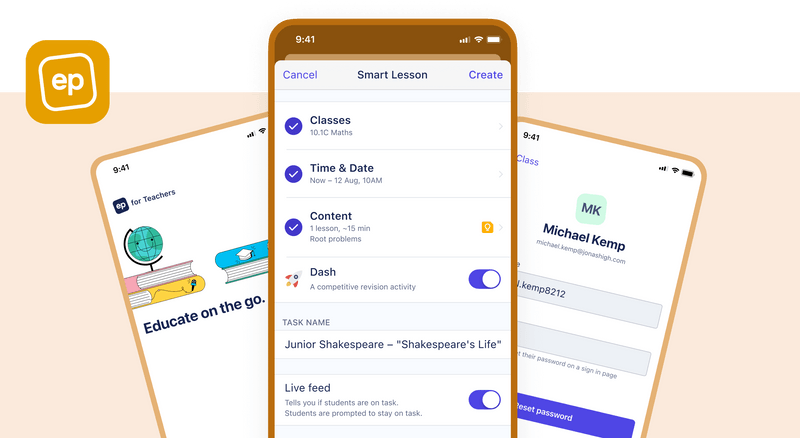 ep
9:41
ep for Teachers
Educate on the go.
9:41
Cancel
Smart Lesson
Create
Classes
10.1C Maths
Time & Date
Now – 12 Aug, 10AM
Content
1 lesson, ~15 min
Root problems
Dash
A competitive revision activity
TASK NAME
Junior Shakespeare – "Shakespeare's Life"
Live feed
Tells you if students are on task.
Students are prompted to stay on task.
9:41
Class
MK
Michael Kemp
michael.kemp@jonashigh.com
.kemp8212
their password on a sign in page
Reset password